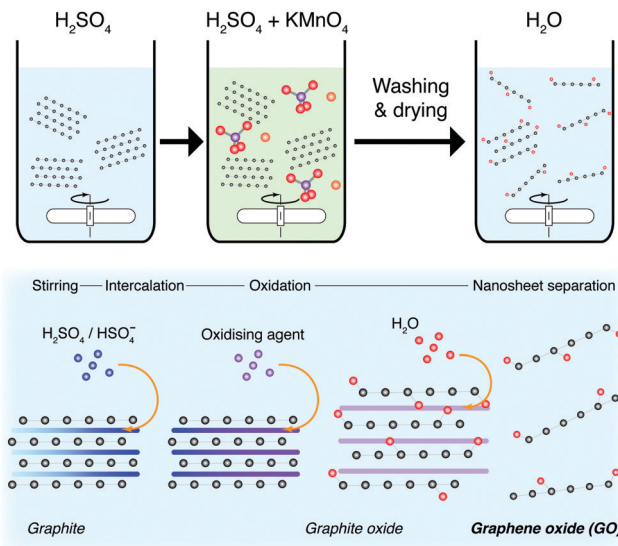 H₂SO₄
H₂SO₄ + KMnO₄
H₂O
Washing
& drying
Stirring — Intercalation — Oxidation — Nanosheet separation
H₂SO₄ / HSO₄⁻
Oxidising agent
H₂O
Graphite
Graphite oxide
Graphene oxide (GO)